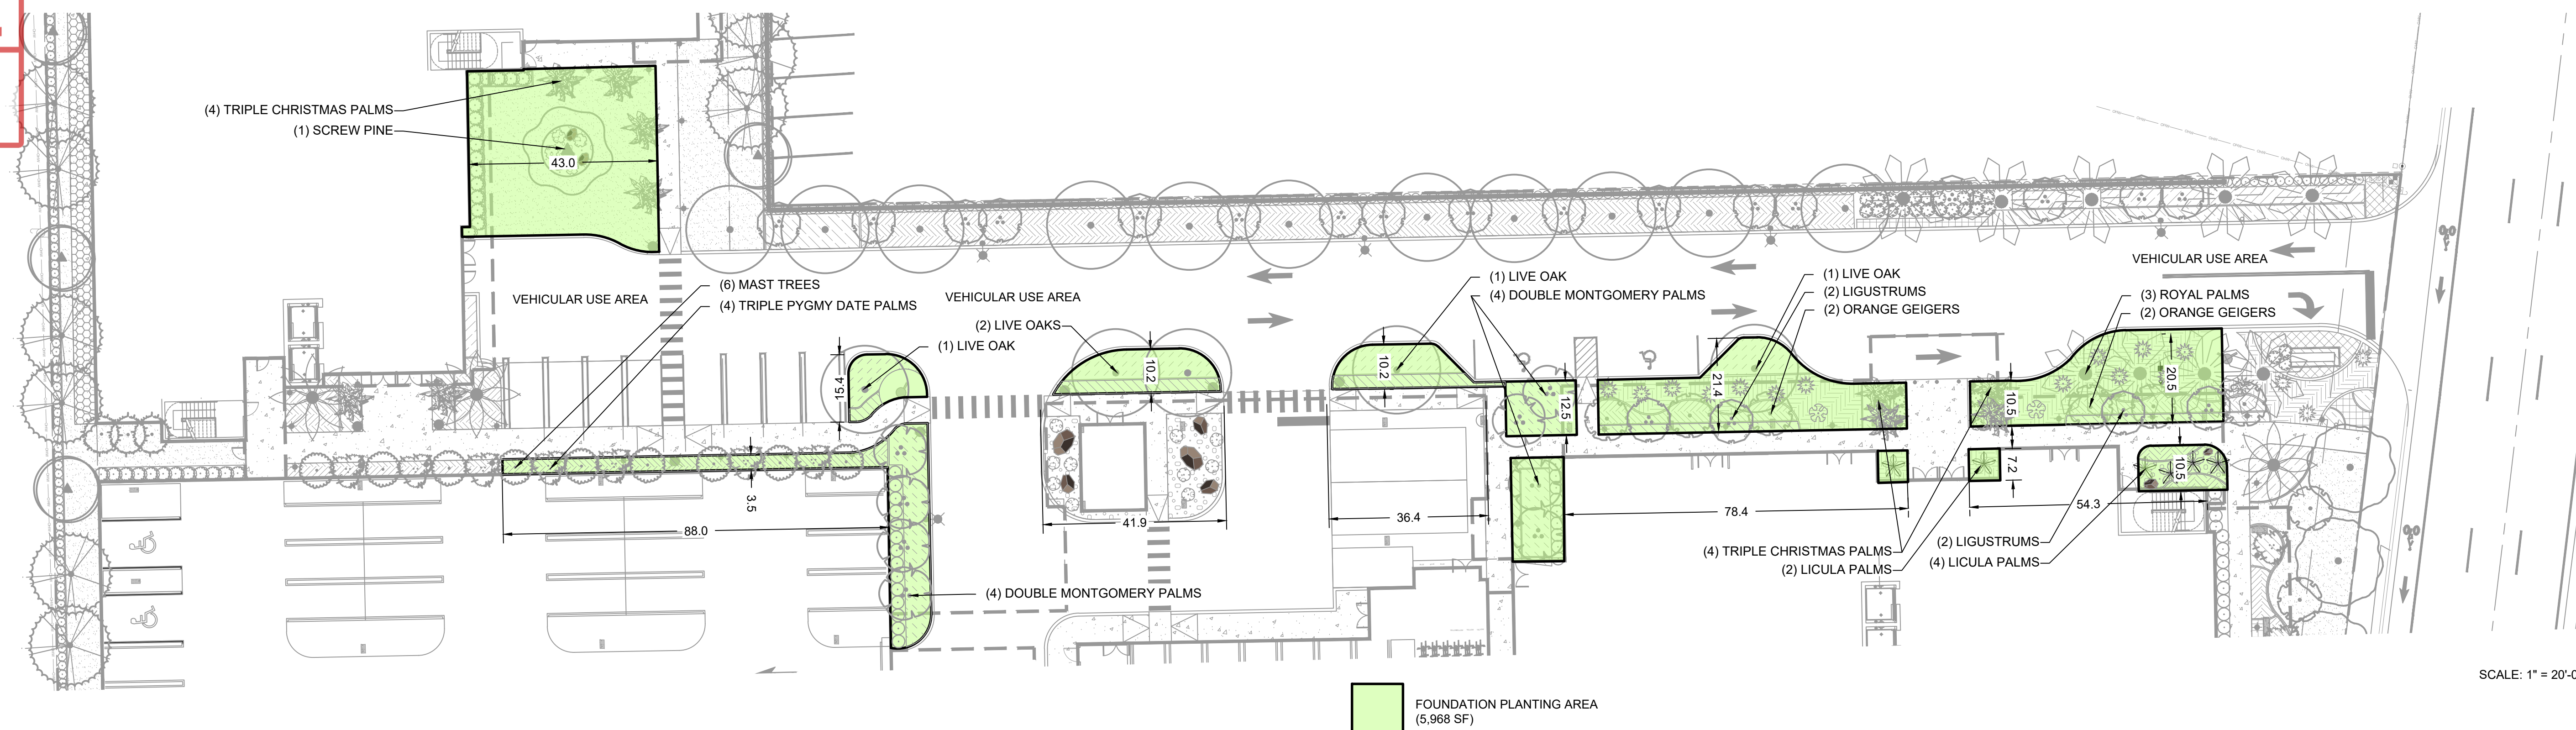 (4) TRIPLE CHRISTMAS PALMS
(1) SCREW PINE
43.0
VEHICULAR USE AREA
(6) MAST TREES
(4) TRIPLE PYGMY DATE PALMS
VEHICULAR USE AREA
(2) LIVE OAKS
(1) LIVE OAK
15.4
10.2
3.5
88.0
41.9
(4) DOUBLE MONTGOMERY PALMS
(1) LIVE OAK
(4) DOUBLE MONTGOMERY PALMS
10.2
12.5
36.4
(1) LIVE OAK
(2) LIGUSTRUMS
(2) ORANGE GEIGERS
21.4
78.4
(4) TRIPLE CHRISTMAS PALMS
(2) LICULA PALMS
VEHICULAR USE AREA
(3) ROYAL PALMS
(2) ORANGE GEIGERS
20.5
10.5
7.2
10.5
54.3
(2) LIGUSTRUMS
(4) LICULA PALMS
SCALE: 1" = 20'-0
FOUNDATION PLANTING AREA
(5,968 SF)